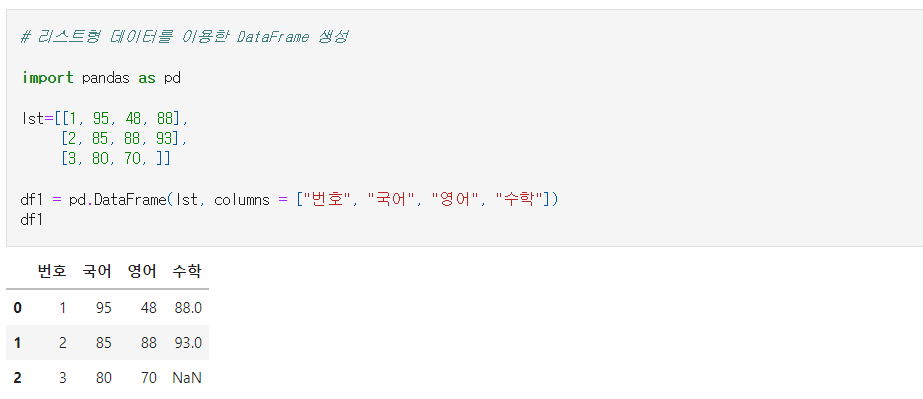 # 리스트형 데이터를 이용한 DataFrame 생성
import pandas as pd
lst=[[1, 95, 48, 88],
[2, 85, 88, 93],
[3, 80, 70, ]]
df1 = pd.DataFrame(lst, columns = ["번호", "국어", "영어", "수학"])
df1
번호 국어 영어 수학
0 1 95 48 88.0
1 2 85 88 93.0
2 3 80 70 NaN